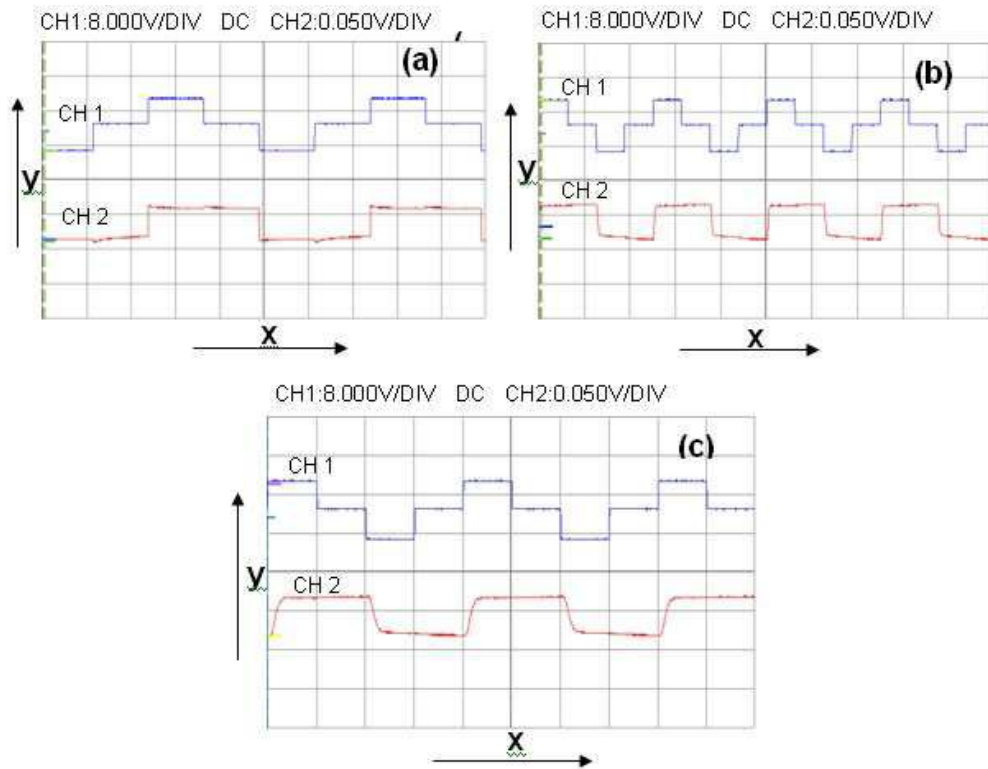 CH1:8.000V/DIV DC CH2:0.050V/DIV
(a)
CH 1
y
CH 2
x
CH1:8.000V/DIV DC CH2:0.050V/DIV
(b)
CH 1
y
CH 2
x
CH1:8.000V/DIV DC CH2:0.050V/DIV
(c)
CH 1
y
CH 2
x